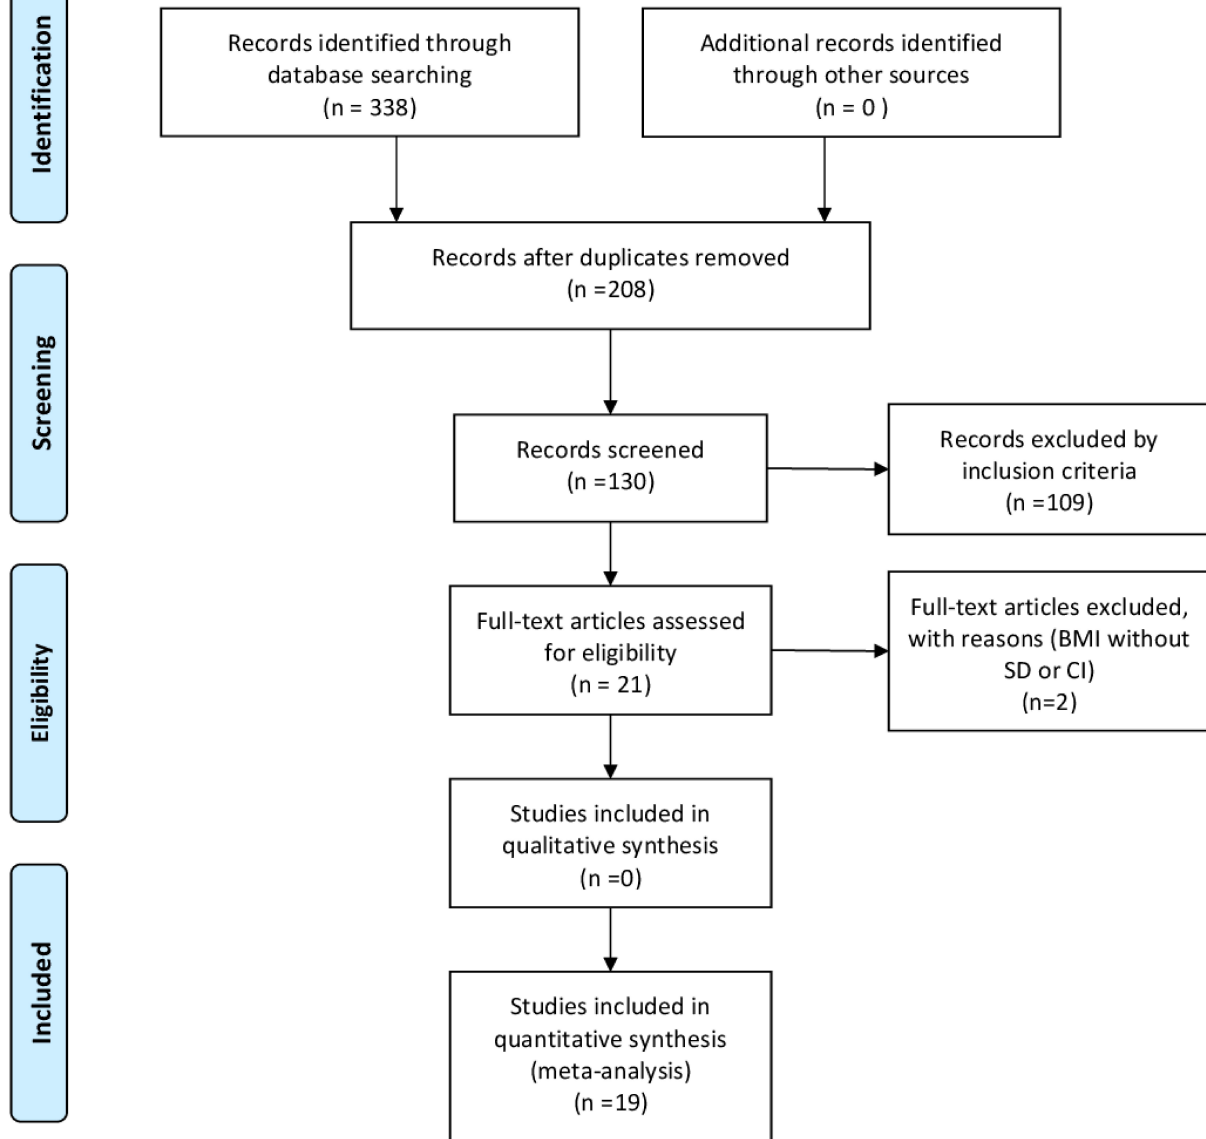 Identification
Records identified through
database searching
(n = 338)
Additional records identified
through other sources
(n = 0 )
Records after duplicates removed
(n =208)
Screening
Records screened
(n =130)
Records excluded by
inclusion criteria
(n =109)
Eligibility
Full-text articles assessed
for eligibility
(n = 21)
Full-text articles excluded,
with reasons (BMI without
SD or CI)
(n=2)
Studies included in
qualitative synthesis
(n =0)
Included
Studies included in
quantitative synthesis
(meta-analysis)
(n =19)